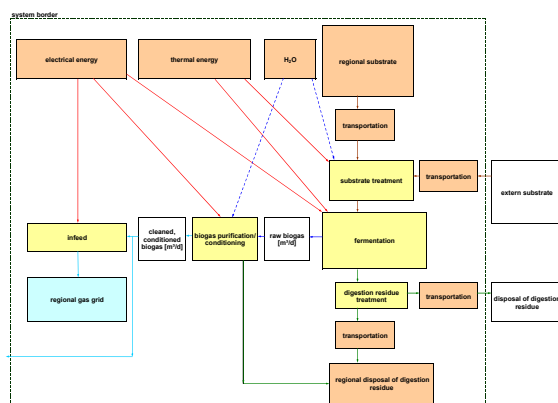 system border
electrical energy
thermal energy
H₂O
regional substrate
transportation
substrate treatment
transportation
extern substrate
infeed
cleaned,
conditioned
biogas [m³/d]
biogas purification/
conditioning
raw biogas
[m³/d]
fermentation
regional gas grid
digestion residue
treatment
transportation
disposal of digestion
residue
transportation
regional disposal of digestion
residue